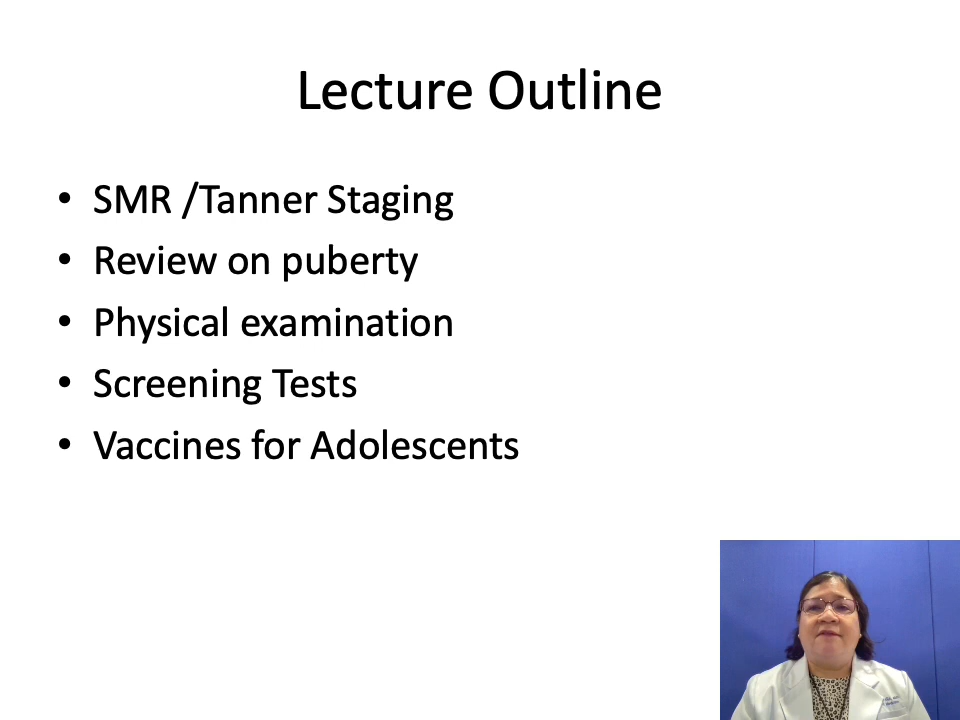 Lecture Outline
• SMR /Tanner Staging
• Review on puberty
• Physical examination
• Screening Tests
• Vaccines for Adolescents